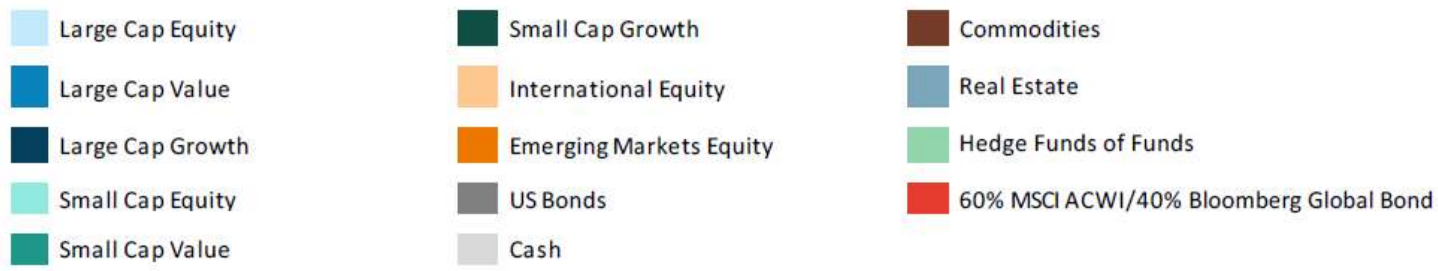 Large Cap Equity
Large Cap Value
Large Cap Growth
Small Cap Equity
Small Cap Value
Small Cap Growth
International Equity
Emerging Markets Equity
US Bonds
Cash
Commodities
Real Estate
Hedge Funds of Funds
60% MSCI ACWI/40% Bloomberg Global Bond